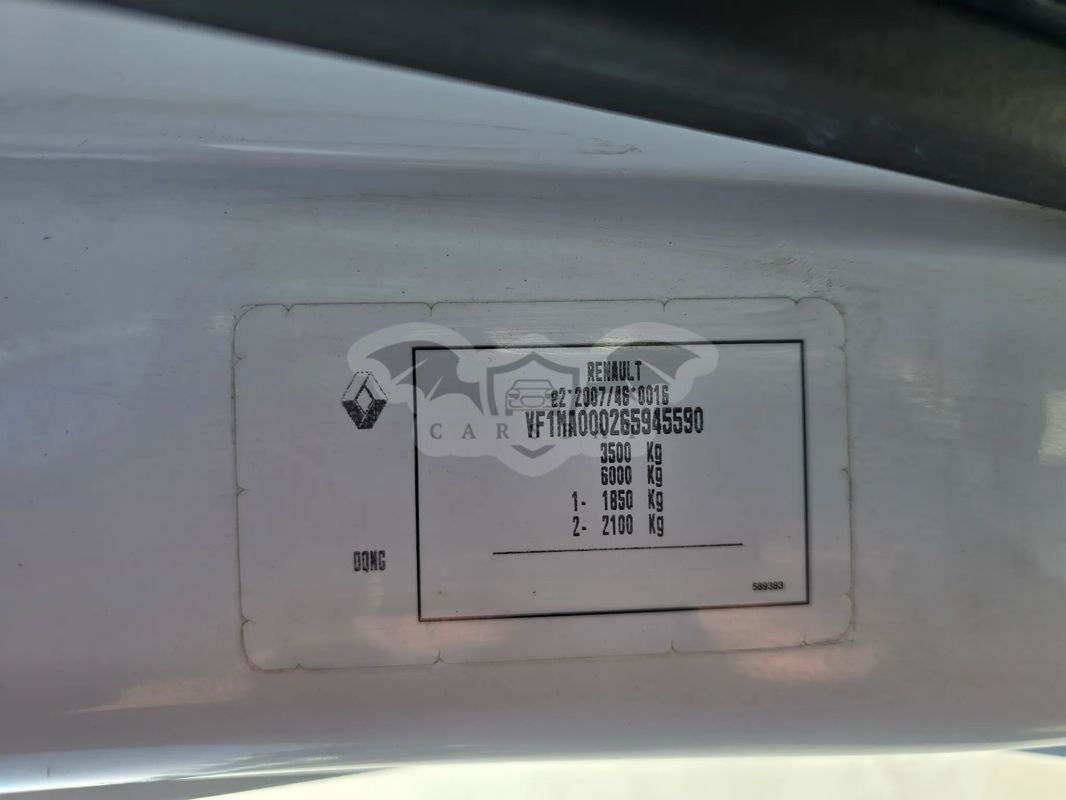 RENAULT
e2*2007/46*0016
VF1MA000265945590
3500 Kg
6000 Kg
1- 1850 Kg
2- 2100 Kg
DQNG
589383